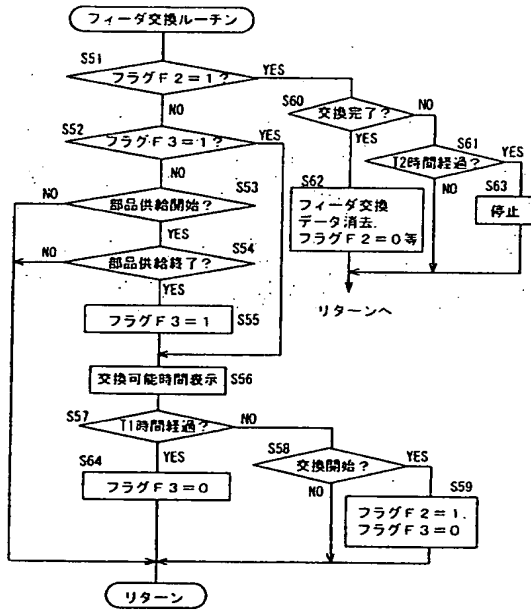 フィーダ交換ルーチン
S51
フラグF2=1?
YES
NO
S60
交換完了?
NO
YES
S52
フラグF3=1?
YES
NO
S61
T2時間経過?
YES
NO
S53
部品供給開始?
NO
YES
S62
フィーダ交換
データ消去,
フラグF2=0等
S63
停止
S54
部品供給終了?
NO
YES
リターンへ
フラグF3=1
S55
交換可能時間表示
S56
S57
T1時間経過?
NO
YES
S58
交換開始?
YES
NO
S64
フラグF3=0
S59
フラグF2=1,
フラグF3=0
リターン